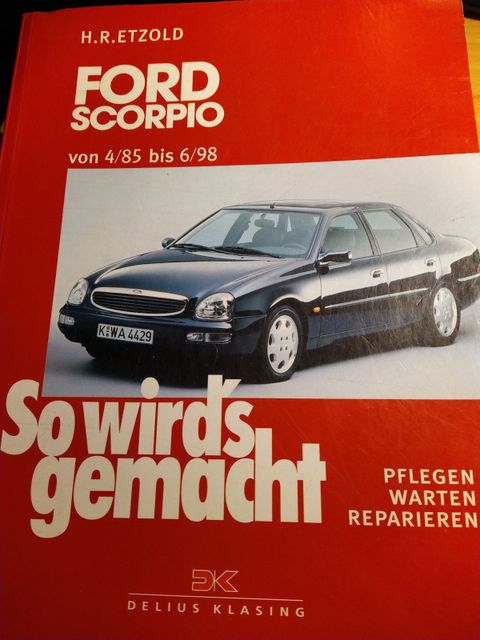 H.R.ETZOLD
FORD
SCORPIO
von 4/85 bis 6/98
K WA 4429
So wird's
gemacht
PFLEGEN
WARTEN
REPARIEREN
DK
DELIUS KLASING